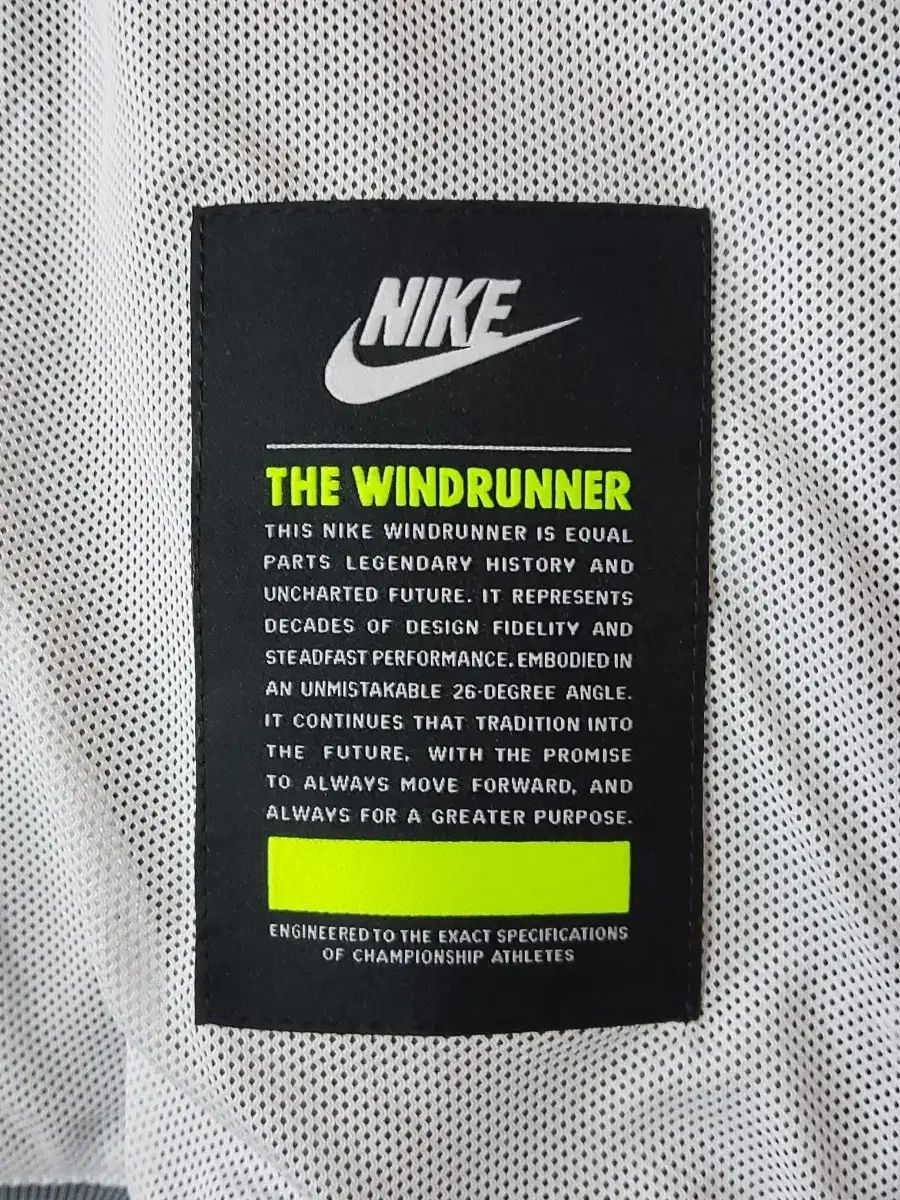 NIKE
THE WINDRUNNER
THIS NIKE WINDRUNNER IS EQUAL
PARTS LEGENDARY HISTORY AND
UNCHARTED FUTURE. IT REPRESENTS
DECADES OF DESIGN FIDELITY AND
STEADFAST PERFORMANCE. EMBODIED IN
AN UNMISTAKABLE 26-DEGREE ANGLE.
IT CONTINUES THAT TRADITION INTO
THE FUTURE, WITH THE PROMISE
TO ALWAYS MOVE FORWARD, AND
ALWAYS FOR A GREATER PURPOSE.
ENGINEERED TO THE EXACT SPECIFICATIONS
OF CHAMPIONSHIP ATHLETES